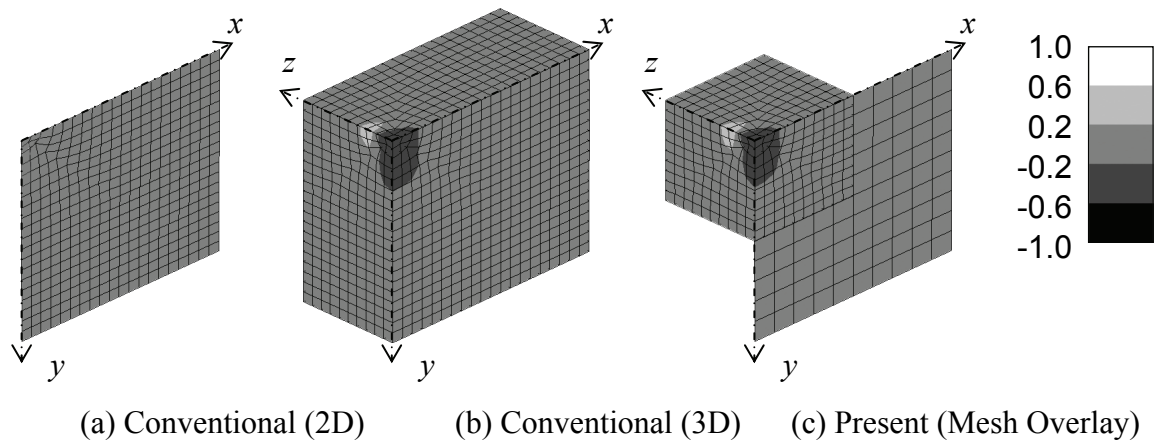 x
y
(a) Conventional (2D)
x
z
y
(b) Conventional (3D)
x
z
y
(c) Present (Mesh Overlay)
1.0
0.6
0.2
-0.2
-0.6
-1.0